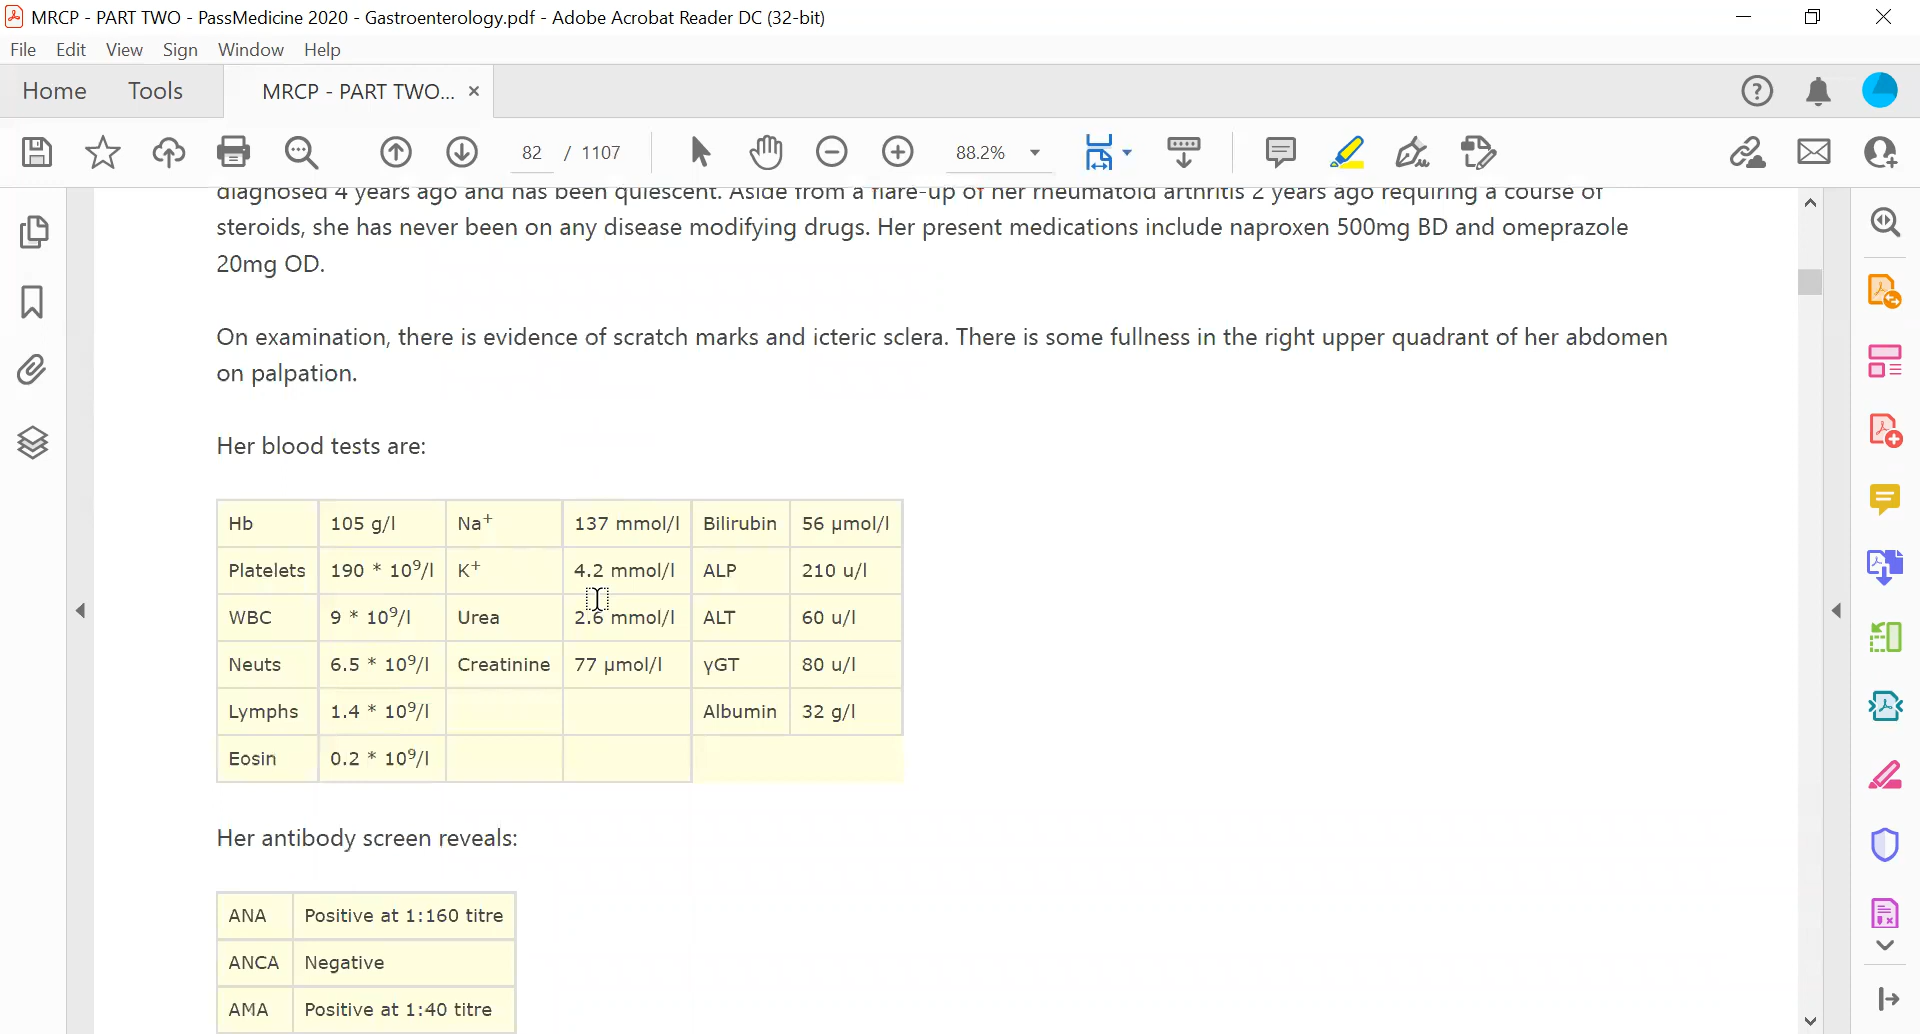 MRCP - PART TWO - PassMedicine 2020 - Gastroenterology.pdf - Adobe Acrobat Reader DC (32-bit)
File Edit View Sign Window Help
Home Tools MRCP - PART TWO... ×
82 / 1107 88.2%
diagnosed 4 years ago and has been quiescent. Aside from a flare-up of her rheumatoid arthritis 2 years ago requiring a course of
steroids, she has never been on any disease modifying drugs. Her present medications include naproxen 500mg BD and omeprazole
20mg OD.
On examination, there is evidence of scratch marks and icteric sclera. There is some fullness in the right upper quadrant of her abdomen
on palpation.
Her blood tests are:
Hb 105 g/l Na⁺ 137 mmol/l Bilirubin 56 µmol/l
Platelets 190 * 10⁹/l K⁺ 4.2 mmol/l ALP 210 u/l
WBC 9 * 10⁹/l Urea 2.6 mmol/l ALT 60 u/l
Neuts 6.5 * 10⁹/l Creatinine 77 µmol/l γGT 80 u/l
Lymphs 1.4 * 10⁹/l Albumin 32 g/l
Eosin 0.2 * 10⁹/l
Her antibody screen reveals:
ANA Positive at 1:160 titre
ANCA Negative
AMA Positive at 1:40 titre